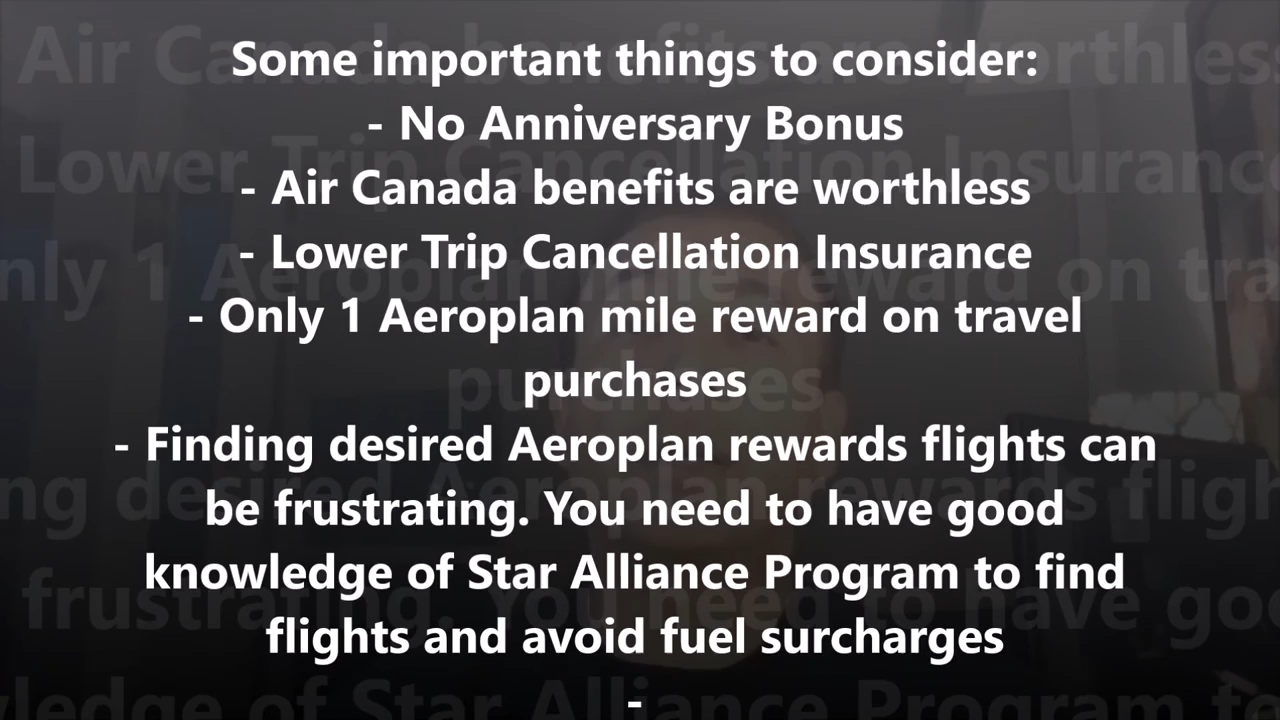 Some important things to consider:
- No Anniversary Bonus
- Air Canada benefits are worthless
- Lower Trip Cancellation Insurance
- Only 1 Aeroplan mile reward on travel
purchases
- Finding desired Aeroplan rewards flights can
be frustrating. You need to have good
knowledge of Star Alliance Program to find
flights and avoid fuel surcharges
-